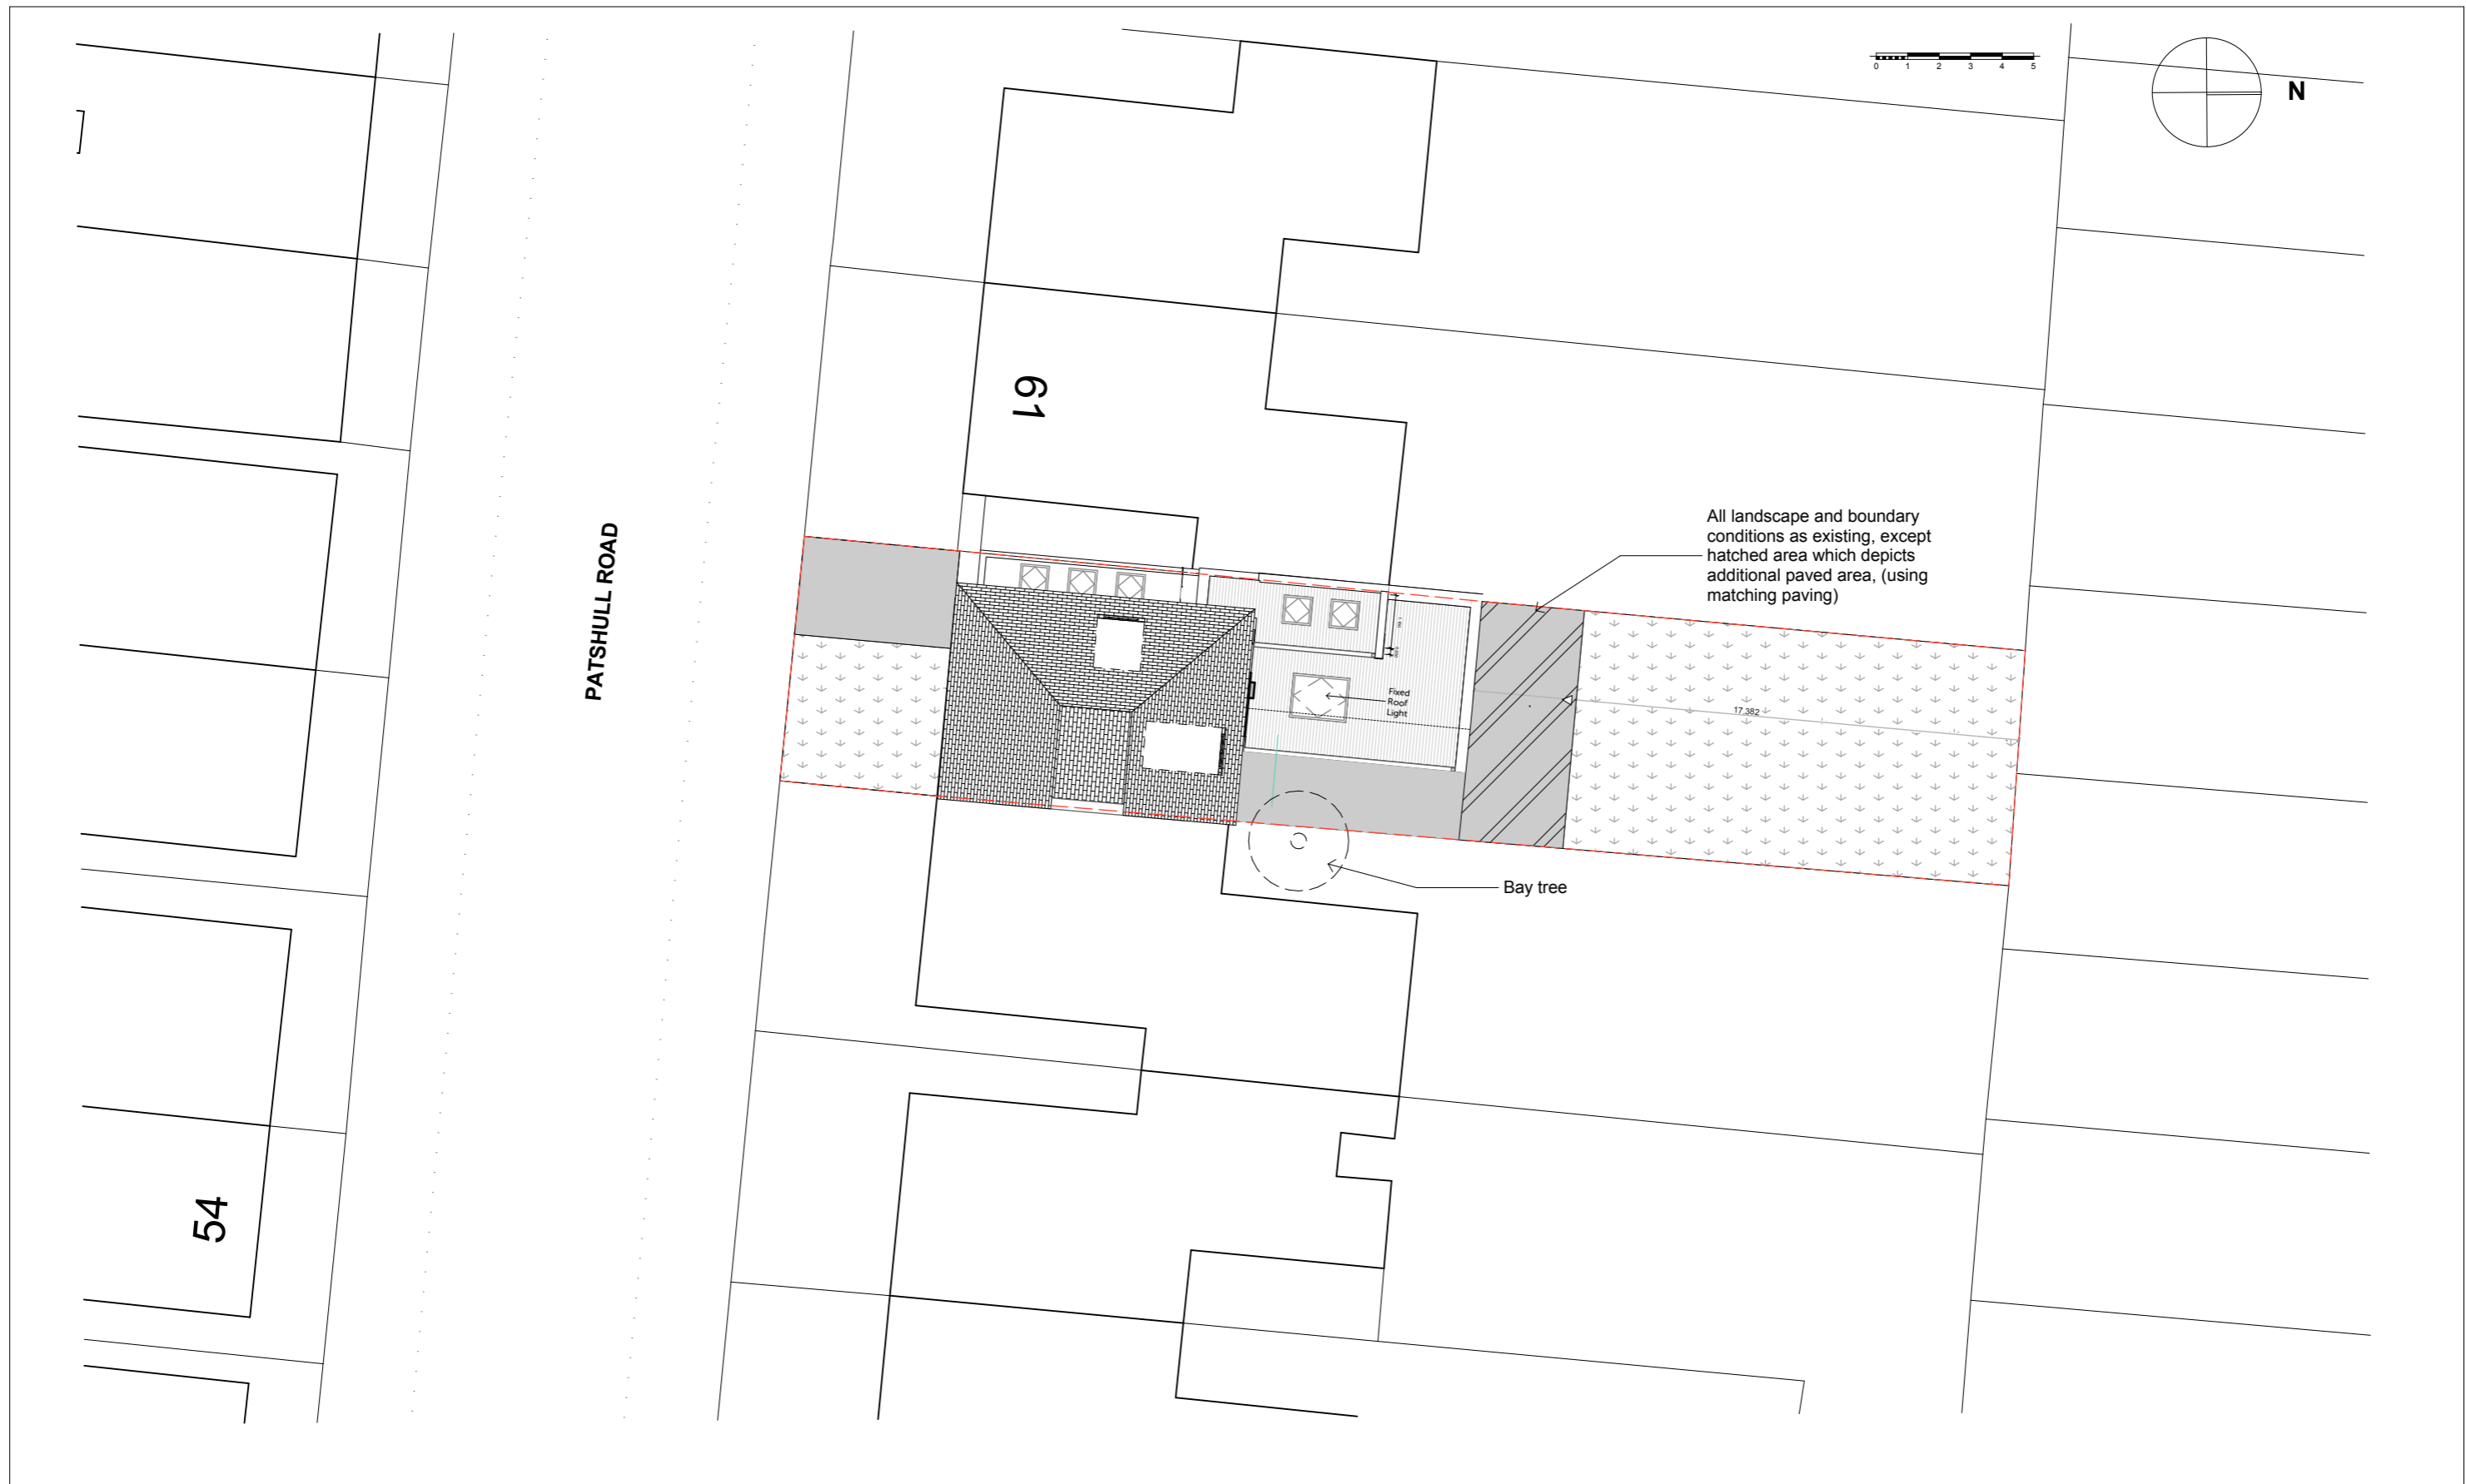 0 1 2 3 4 5
N
61
PATSHULL ROAD
All landscape and boundary
conditions as existing, except
hatched area which depicts
additional paved area, (using
matching paving)
Fixed
Roof
Light
17.382
Bay tree
54